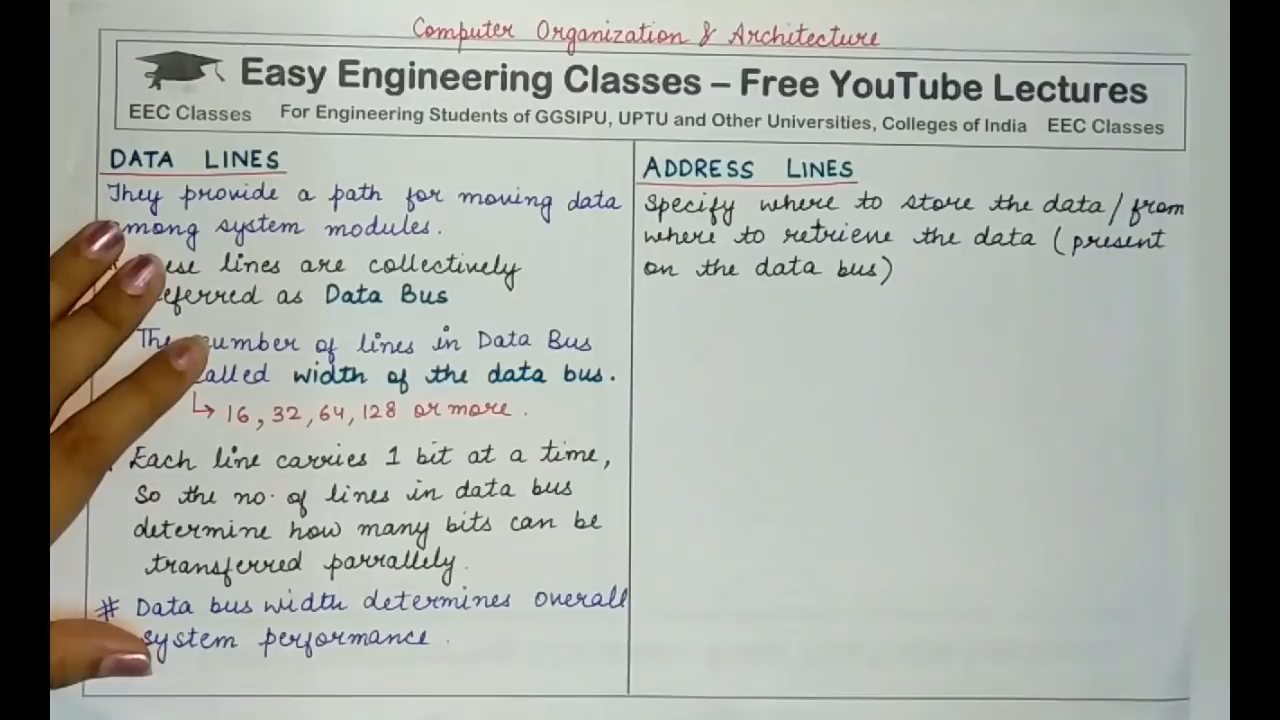 Computer Organization & Architecture
Easy Engineering Classes – Free YouTube Lectures
EEC Classes For Engineering Students of GGSIPU, UPTU and Other Universities, Colleges of India EEC Classes
DATA LINES
They provide a path for moving data
among system modules.
lines are collectively
as Data Bus
The number of lines in Data Bus
called width of the data bus.
↳ 16, 32, 64, 128 or more.
Each line carries 1 bit at a time,
So the no. of lines in data bus
determine how many bits can be
transferred parrallely.
# Data bus width determines overall
system performance.
ADDRESS LINES
Specify where to store the data / from
where to retrieve the data (present
on the data bus)